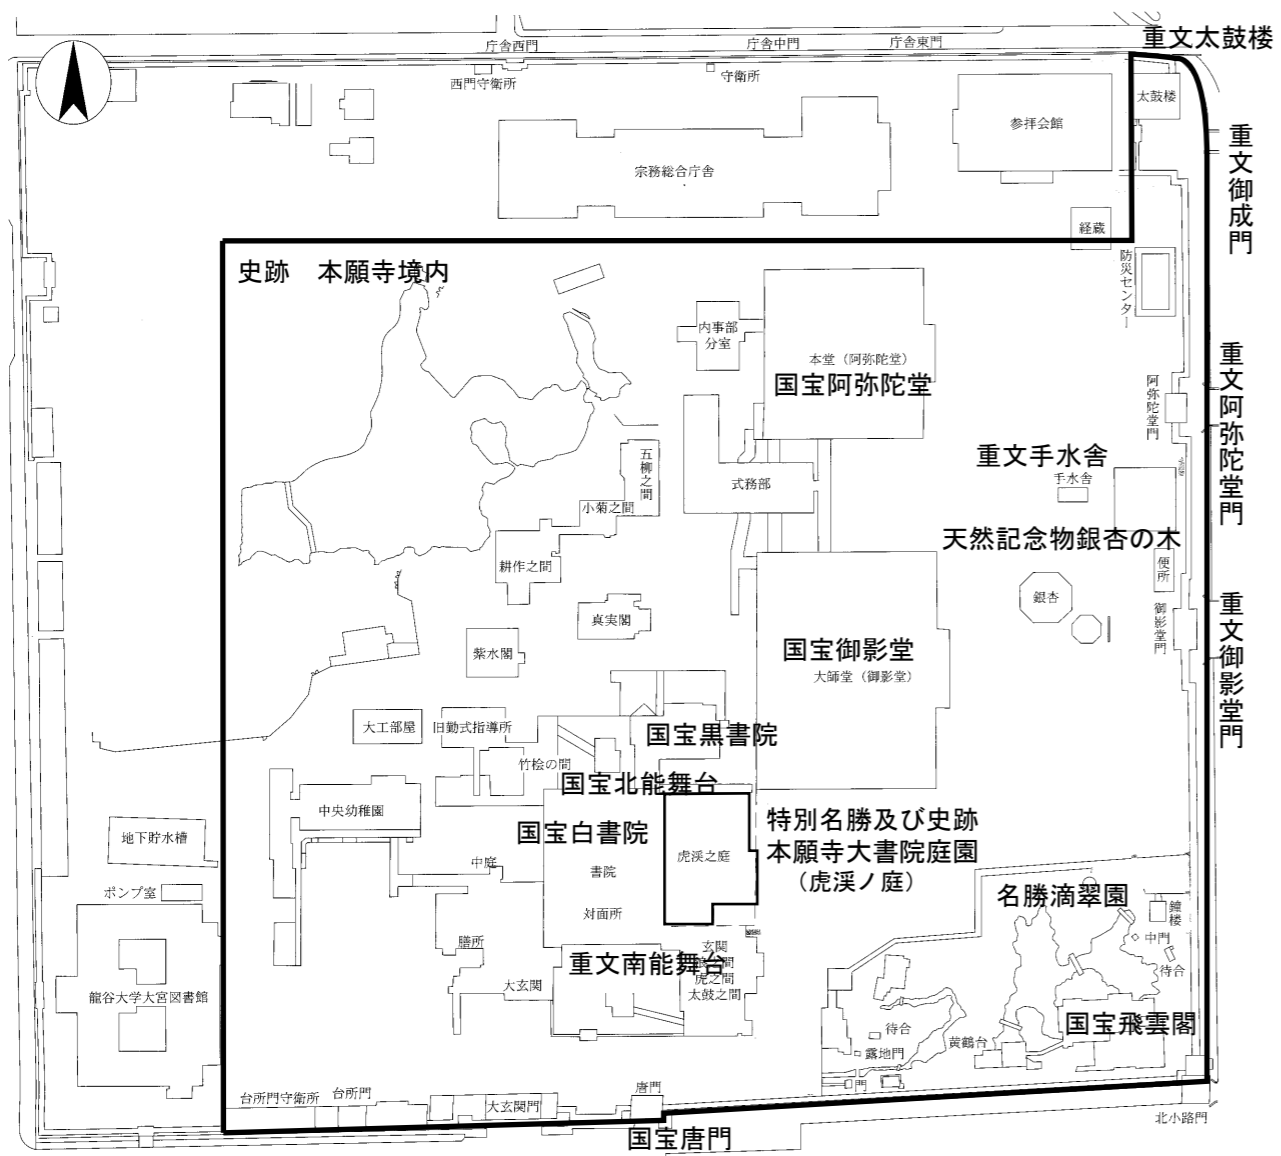 庁舎西門
庁舎中門
庁舎東門
重文太鼓楼
西門守衛所
守衛所
太鼓楼
参拝会館
重文御成門
宗務総合庁舎
経蔵
史跡　本願寺境内
防災センター
内事部
分室
本堂（阿弥陀堂）
国宝阿弥陀堂
阿弥陀堂門
重文阿弥陀堂門
五柳之間
式務部
重文手水舎
手水舎
小菊之間
天然記念物銀杏の木
耕作之間
便所
銀杏
真実閣
御影堂門
重文御影堂門
紫水閣
国宝御影堂
大師堂（御影堂）
大工部屋
旧勤式指導所
国宝黒書院
竹桧の間
国宝北能舞台
中央幼稚園
国宝白書院
特別名勝及び史跡
本願寺大書院庭園
（虎渓ノ庭）
地下貯水槽
中庭
書院
虎渓之庭
ポンプ室
対面所
名勝滴翠園
鐘楼
膳所
玄関
中門
重文南能舞台
虎之間
待合
大玄関
太鼓之間
龍谷大学大宮図書館
国宝飛雲閣
待合
黄鶴台
露地門
門
台所門守衛所
台所門
大玄関門
唐門
北小路門
国宝唐門